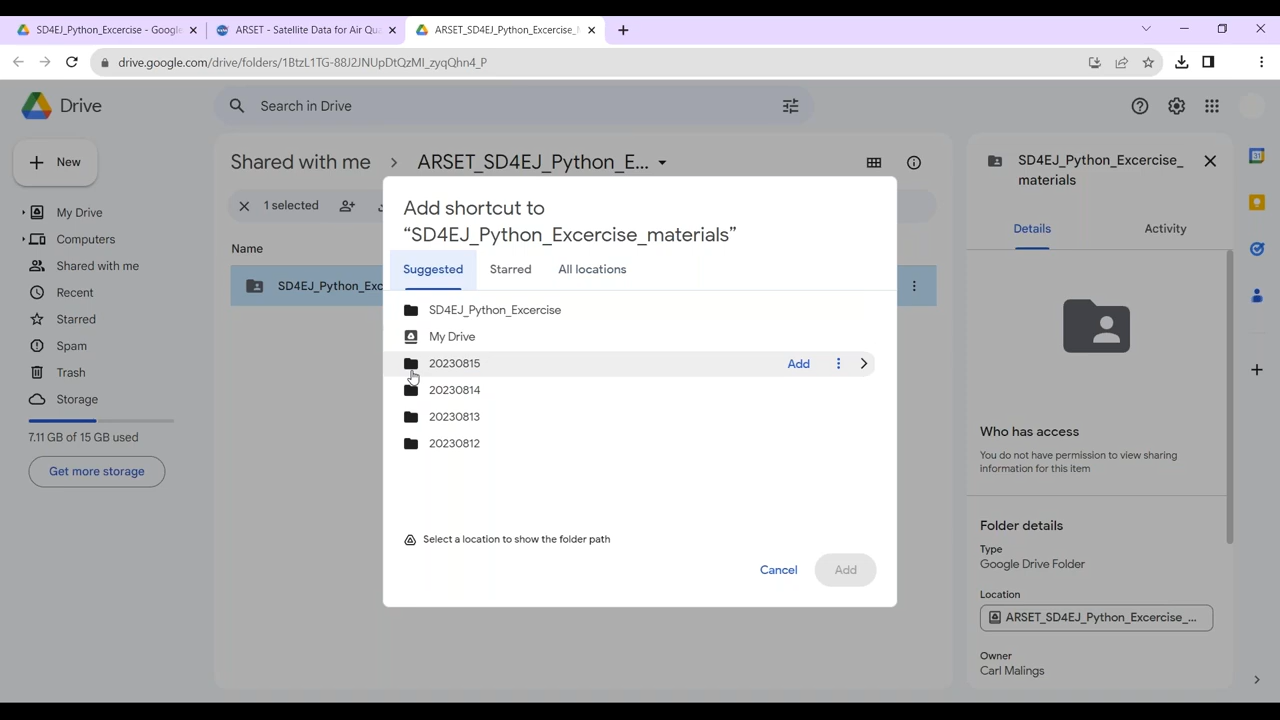 SD4EJ_Python_Excercise - Google
ARSET - Satellite Data for Air Qu
ARSET_SD4EJ_Python_Excercise_
drive.google.com/drive/folders/1BtzL1TG-88J2JNUpDtQzMI_zyqQhn4_P
Drive
Search in Drive
New
My Drive
Computers
Shared with me
Recent
Starred
Spam
Trash
Storage
7.11 GB of 15 GB used
Get more storage
Shared with me > ARSET_SD4EJ_Python_E...
1 selected
Name
SD4EJ_Python_Exc
Add shortcut to
“SD4EJ_Python_Excercise_materials”
Suggested Starred All locations
SD4EJ_Python_Excercise
My Drive
20230815 Add
20230814
20230813
20230812
Select a location to show the folder path
Cancel Add
SD4EJ_Python_Excercise_
materials
Details Activity
Who has access
You do not have permission to view sharing
information for this item
Folder details
Type
Google Drive Folder
Location
ARSET_SD4EJ_Python_Excercise_...
Owner
Carl Malings
31